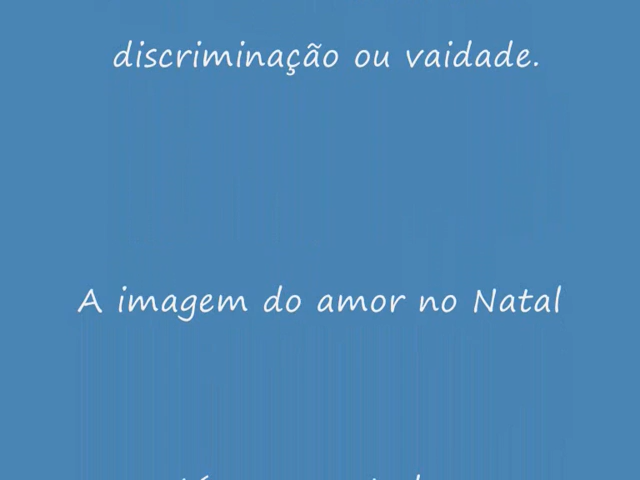 discriminação ou vaidade.
A imagem do amor no Natal